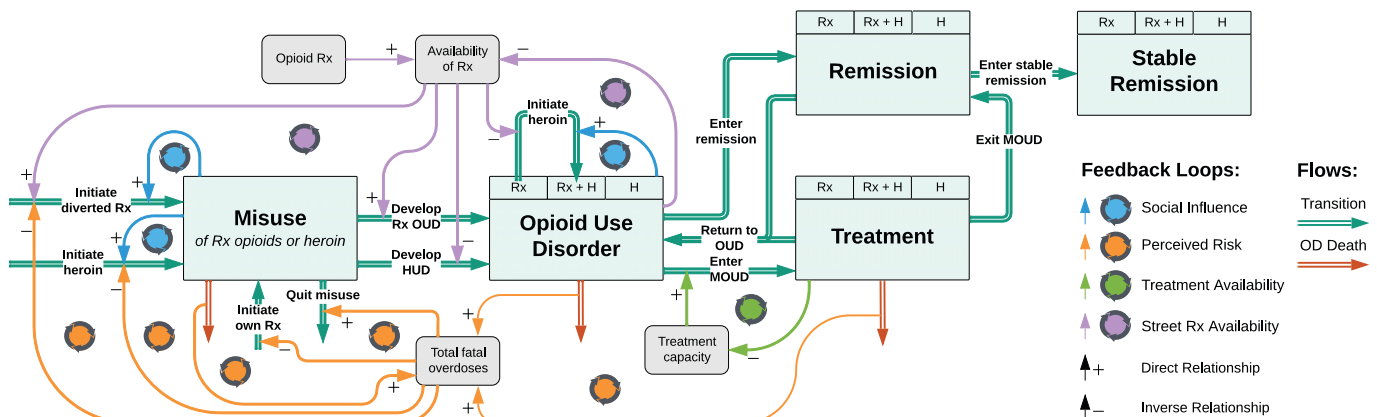 Rx
Rx + H
H
Remission
Rx
Rx + H
H
Stable
Remission
Opioid Rx
+
Availability
of Rx
−
Enter stable
remission
Initiate
heroin
−
+
Enter
remission
Exit MOUD
+
Initiate
diverted Rx
−
+
+
Initiate
heroin
−
Misuse
of Rx opioids or heroin
+
Develop
Rx OUD
−
Develop
HUD
Rx
Rx + H
H
Opioid Use
Disorder
Return to
OUD
Enter
MOUD
Rx
Rx + H
H
Treatment
Quit misuse
+
Initiate
own Rx
−
+
Total fatal
overdoses
+
+
+
Treatment
capacity
−
Feedback Loops:
Social Influence
Perceived Risk
Treatment Availability
Street Rx Availability
+
Direct Relationship
−
Inverse Relationship
Flows:
Transition
OD Death